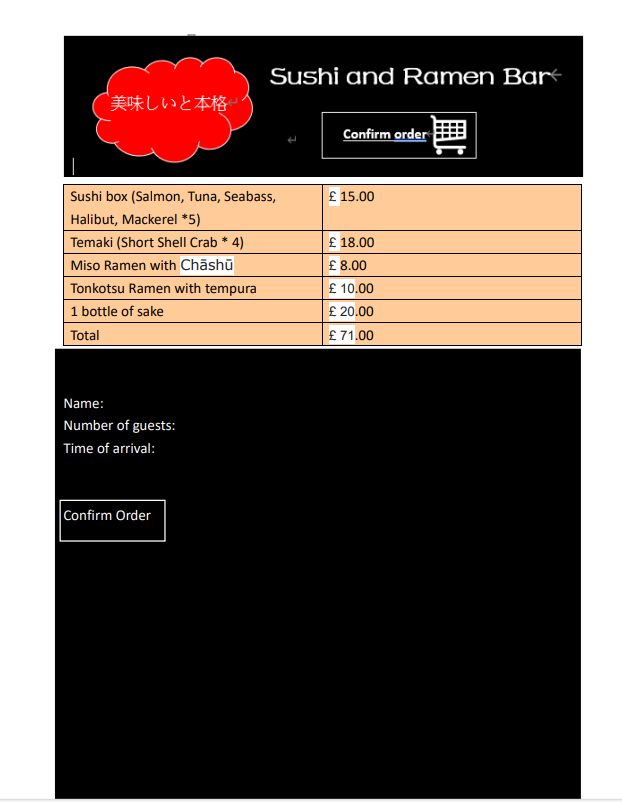 美味しいと本格
Sushi and Ramen Bar
Confirm order
Sushi box (Salmon, Tuna, Seabass, £ 15.00
Halibut, Mackerel *5)
Temaki (Short Shell Crab * 4) £ 18.00
Miso Ramen with Chāshū £ 8.00
Tonkotsu Ramen with tempura £ 10.00
1 bottle of sake £ 20.00
Total £ 71.00
Name:
Number of guests:
Time of arrival:
Confirm Order